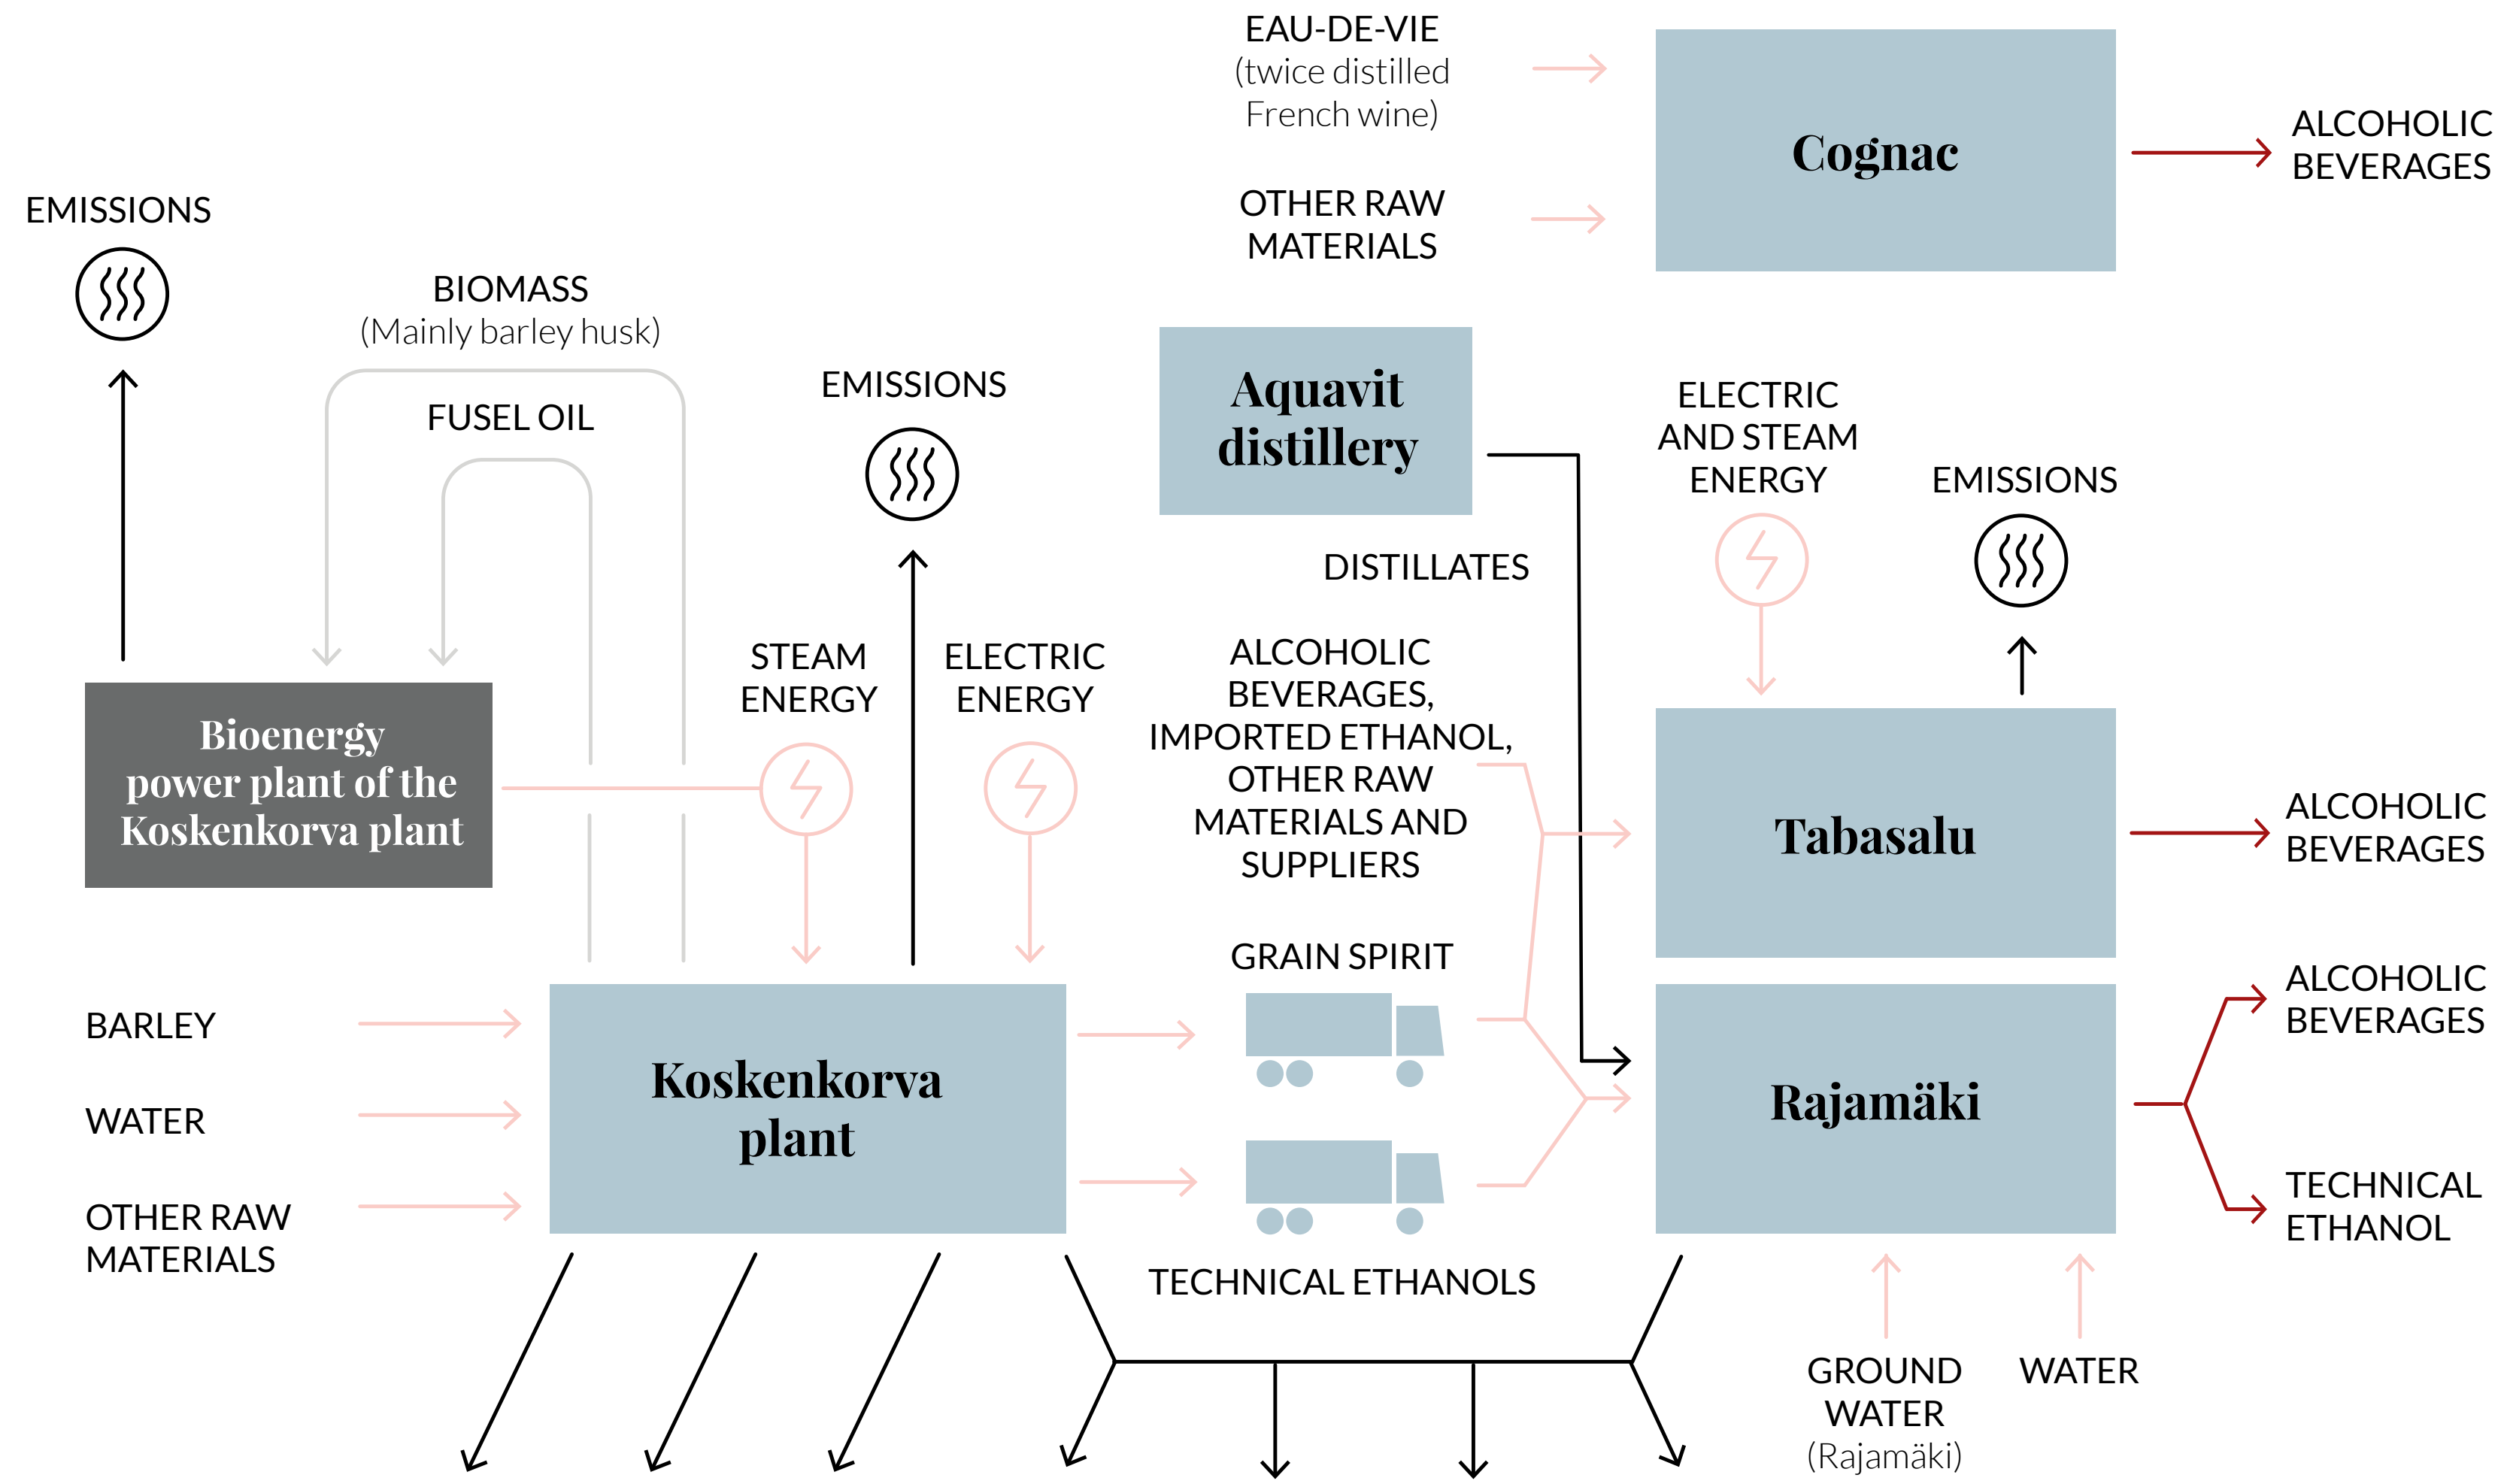 EAU-DE-VIE
(twice distilled
French wine)
OTHER RAW
MATERIALS
Cognac
ALCOHOLIC
BEVERAGES
EMISSIONS
BIOMASS
(Mainly barley husk)
FUSEL OIL
EMISSIONS
Aquavit
distillery
DISTILLATES
ELECTRIC
AND STEAM
ENERGY
EMISSIONS
Bioenergy
power plant of the
Koskenkorva plant
STEAM
ENERGY
ELECTRIC
ENERGY
ALCOHOLIC
BEVERAGES,
IMPORTED ETHANOL,
OTHER RAW
MATERIALS AND
SUPPLIERS
Tabasalu
ALCOHOLIC
BEVERAGES
BARLEY
WATER
OTHER RAW
MATERIALS
Koskenkorva
plant
GRAIN SPIRIT
TECHNICAL ETHANOLS
Rajamäki
ALCOHOLIC
BEVERAGES
TECHNICAL
ETHANOL
GROUND
WATER
(Rajamäki)
WATER